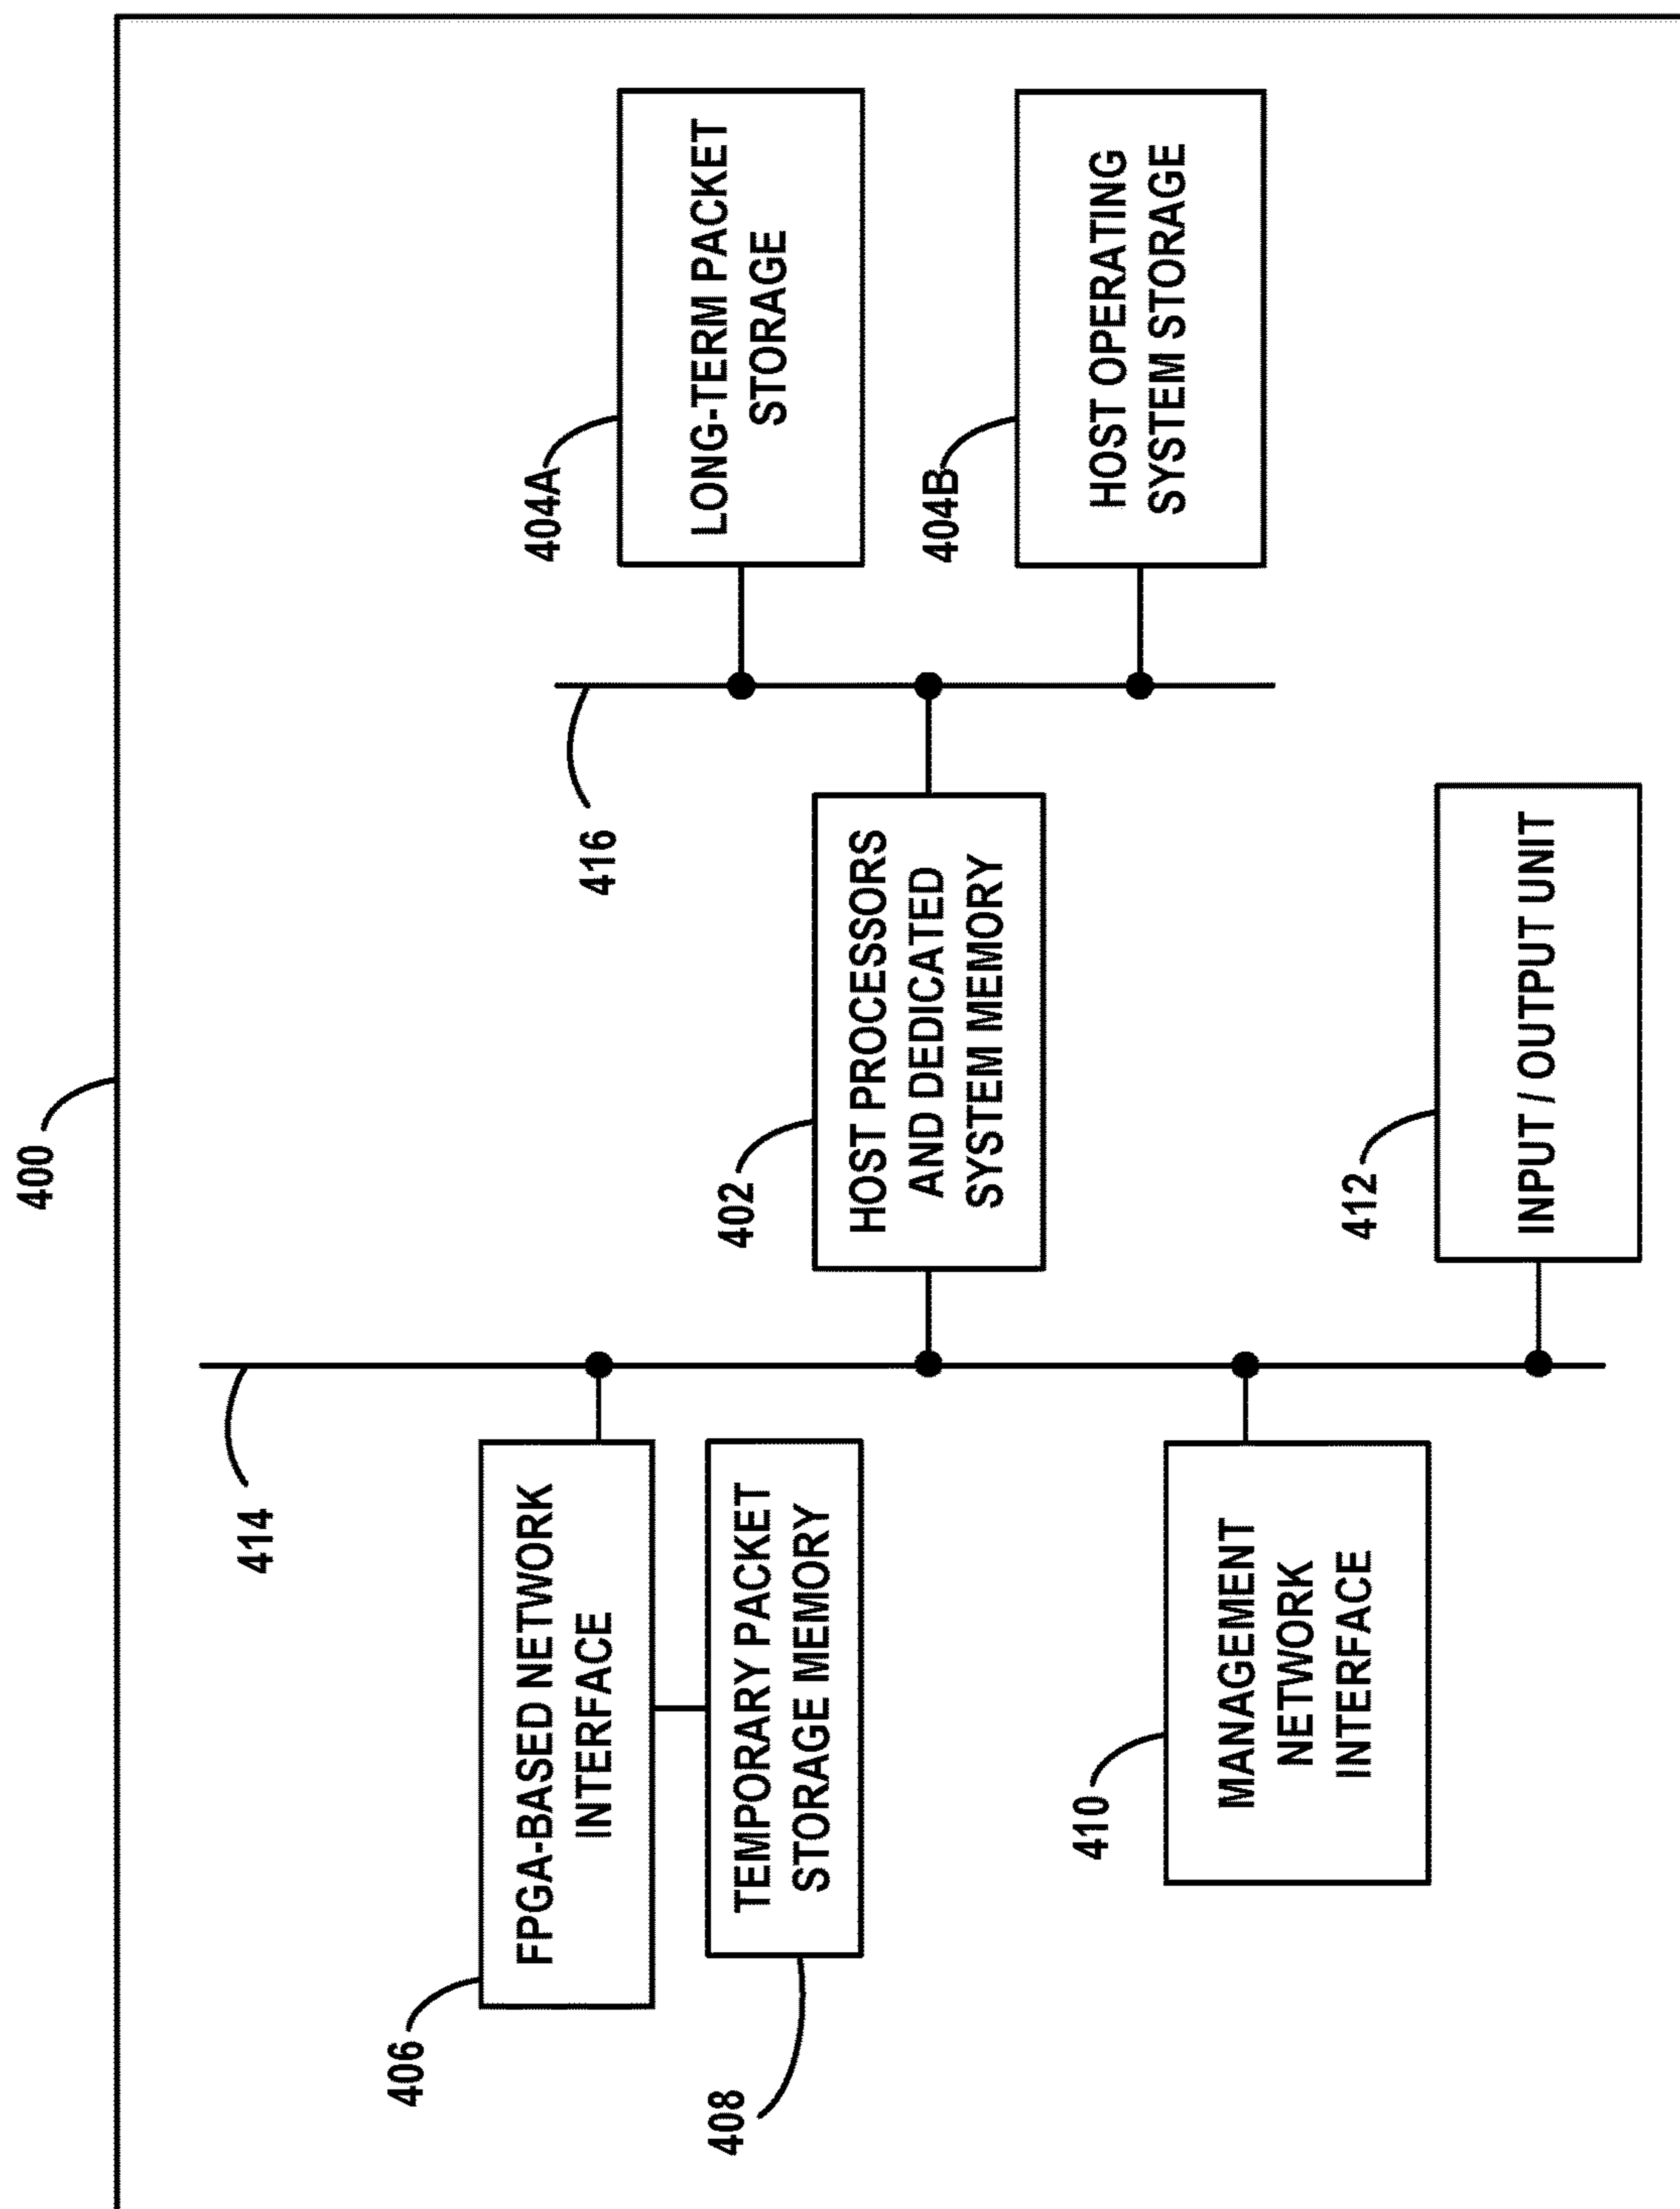 400
414
406
FPGA-BASED NETWORK
INTERFACE
408
TEMPORARY PACKET
STORAGE MEMORY
410
MANAGEMENT
NETWORK
INTERFACE
402
HOST PROCESSORS
AND DEDICATED
SYSTEM MEMORY
412
INPUT / OUTPUT UNIT
416
404A
LONG-TERM PACKET
STORAGE
404B
HOST OPERATING
SYSTEM STORAGE